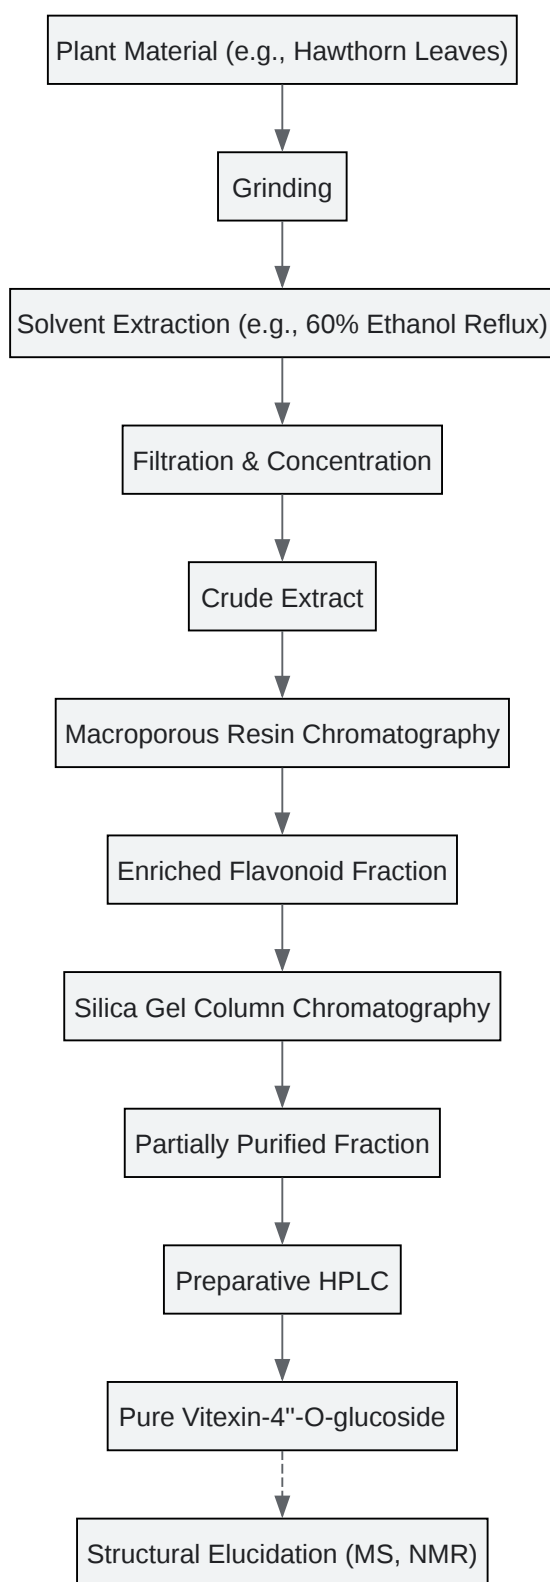 Plant Material (e.g., Hawthorn Leaves)
Grinding
Solvent Extraction (e.g., 60% Ethanol Reflux)
Filtration & Concentration
Crude Extract
Macroporous Resin Chromatography
Enriched Flavonoid Fraction
Silica Gel Column Chromatography
Partially Purified Fraction
Preparative HPLC
Pure Vitexin-4"-O-glucoside
Structural Elucidation (MS, NMR)